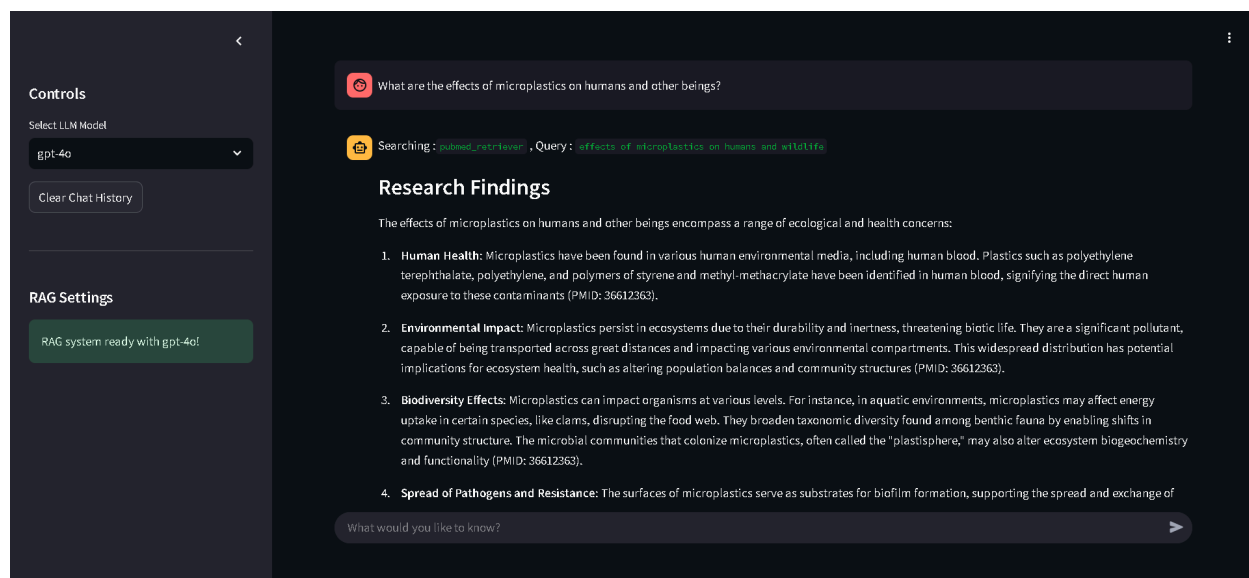 Controls
Select LLM Model
gpt-4o
Clear Chat History
RAG Settings
RAG system ready with gpt-4o!
What are the effects of microplastics on humans and other beings?
Searching : pubmed_retriever , Query : effects of microplastics on humans and wildlife
Research Findings
The effects of microplastics on humans and other beings encompass a range of ecological and health concerns:
1. Human Health: Microplastics have been found in various human environmental media, including human blood. Plastics such as polyethylene
terephthalate, polyethylene, and polymers of styrene and methyl-methacrylate have been identified in human blood, signifying the direct human
exposure to these contaminants (PMID: 36612363).
2. Environmental Impact: Microplastics persist in ecosystems due to their durability and inertness, threatening biotic life. They are a significant pollutant,
capable of being transported across great distances and impacting various environmental compartments. This widespread distribution has potential
implications for ecosystem health, such as altering population balances and community structures (PMID: 36612363).
3. Biodiversity Effects: Microplastics can impact organisms at various levels. For instance, in aquatic environments, microplastics may affect energy
uptake in certain species, like clams, disrupting the food web. They broaden taxonomic diversity found among benthic fauna by enabling shifts in
community structure. The microbial communities that colonize microplastics, often called the "plastisphere," may also alter ecosystem biogeochemistry
and functionality (PMID: 36612363).
4. Spread of Pathogens and Resistance: The surfaces of microplastics serve as substrates for biofilm formation, supporting the spread and exchange of
What would you like to know?